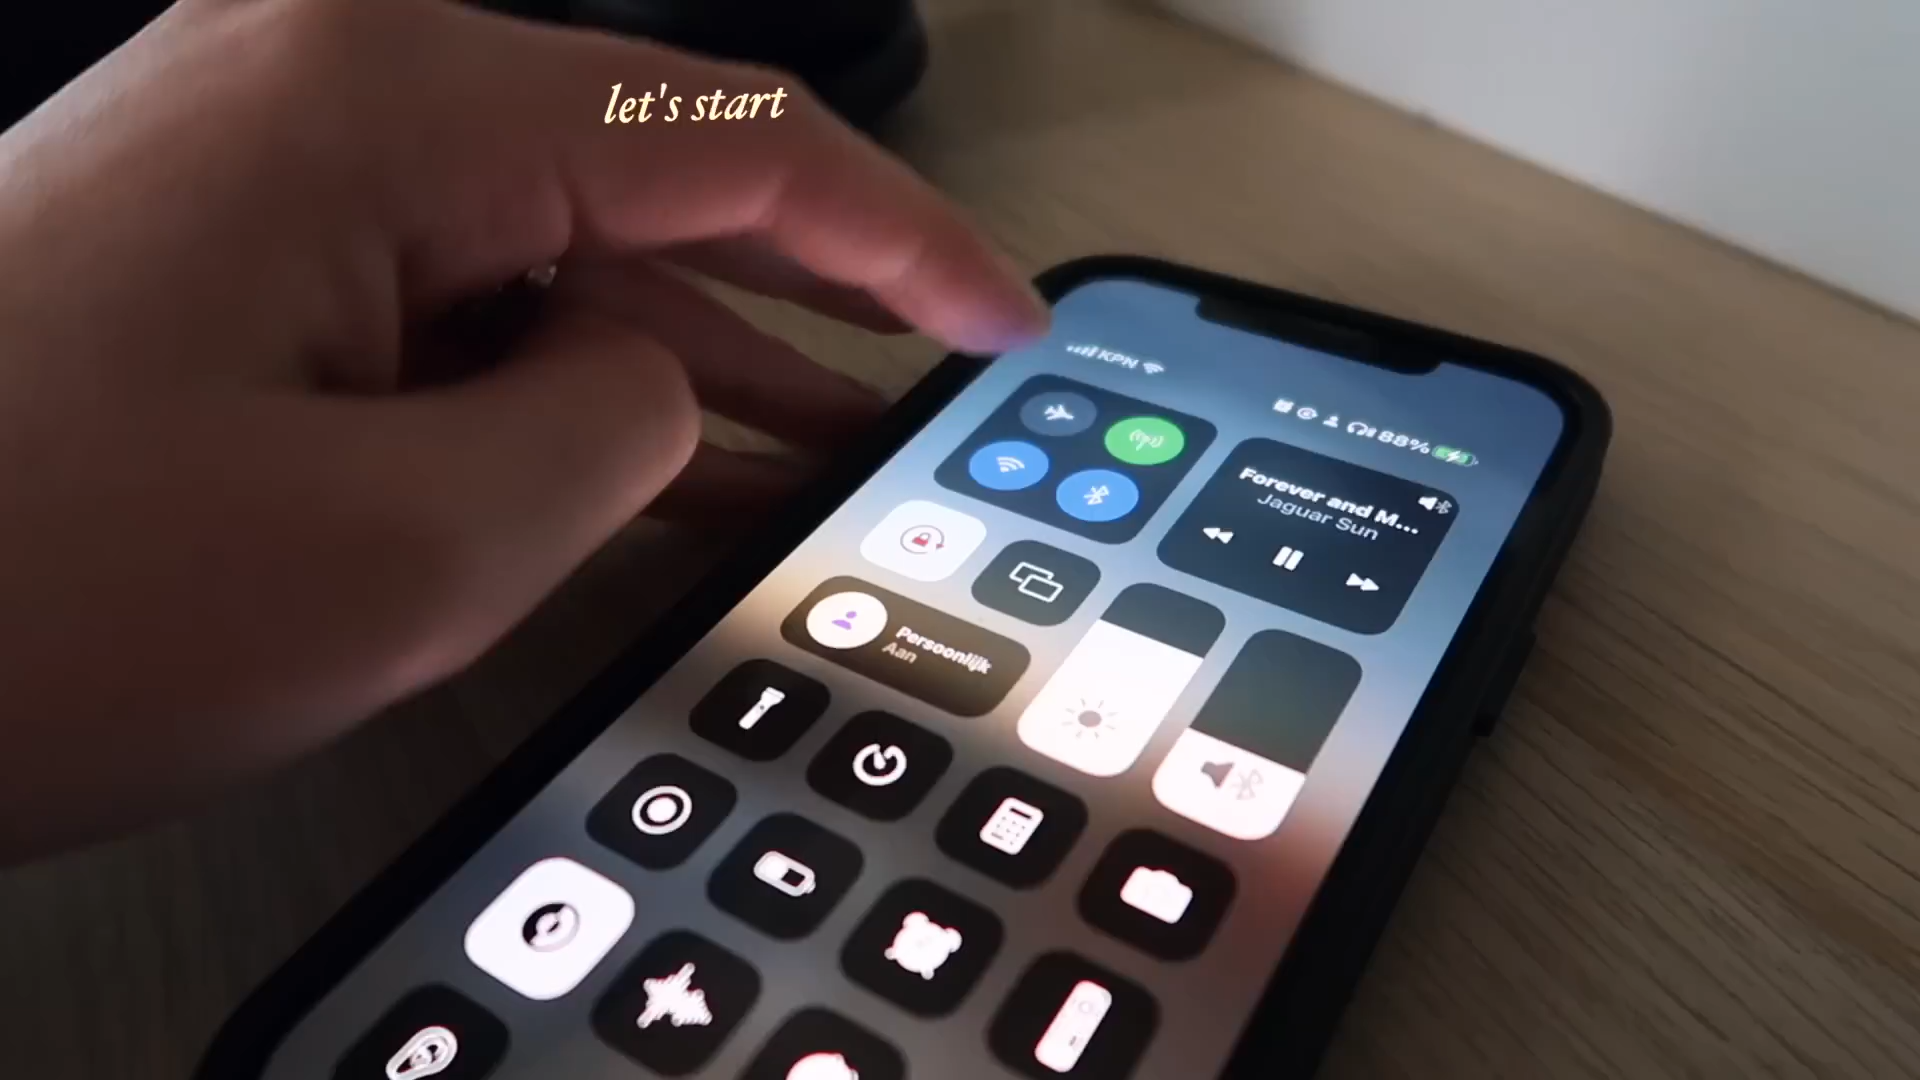 let's start
KPN
88%
Forever and M...
Jaguar Sun
Persoonlijk
Aan